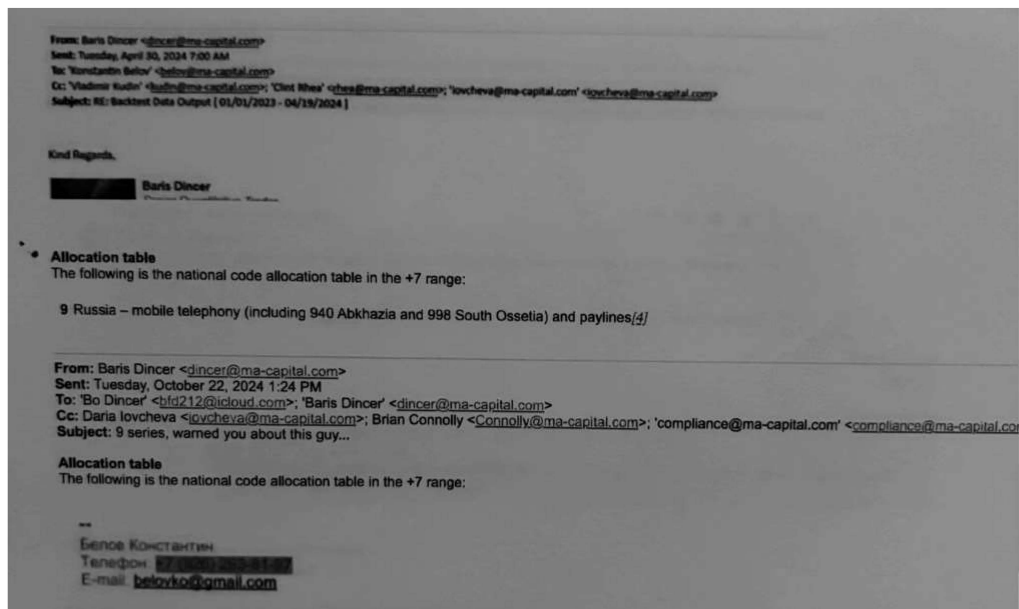 From: Baris Dincer <dincer@ma-capital.com>
Sent: Tuesday, April 30, 2024 7:00 AM
To: 'Konstantin Belov' <belov@ma-capital.com>
Cc: 'Vladimir Kudin' <kudin@ma-capital.com>; 'Clint Rhea' <rhea@ma-capital.com>; 'iovcheva@ma-capital.com' <iovcheva@ma-capital.com>
Subject: RE: Backtest Data Output [ 01/01/2023 - 04/19/2024 ]
Kind Regards,
Baris Dincer
Allocation table
The following is the national code allocation table in the +7 range:
9 Russia – mobile telephony (including 940 Abkhazia and 998 South Ossetia) and paylines[4]
From: Baris Dincer <dincer@ma-capital.com>
Sent: Tuesday, October 22, 2024 1:24 PM
To: 'Bo Dincer' <bfd212@icloud.com>; 'Baris Dincer' <dincer@ma-capital.com>
Cc: Daria Iovcheva <iovcheva@ma-capital.com>; Brian Connolly <Connolly@ma-capital.com>; 'compliance@ma-capital.com' <compliance@ma-capital.co
Subject: 9 series, warned you about this guy...
Allocation table
The following is the national code allocation table in the +7 range:
--
Белов Константин
Телефон:
E-mail: belovko@gmail.com